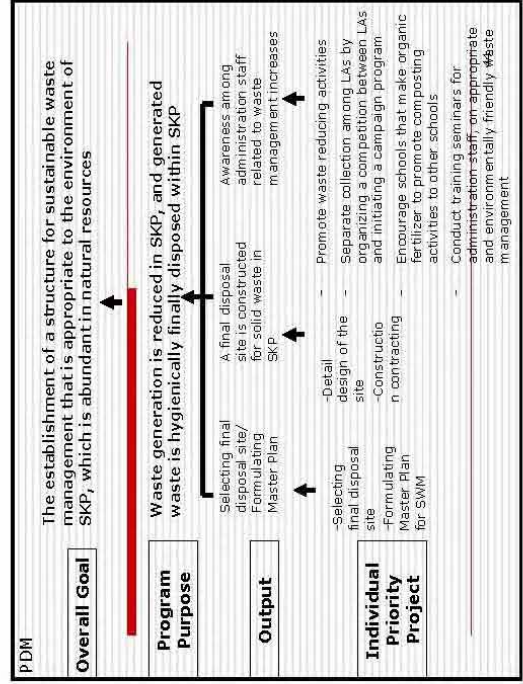 PDM
Overall Goal
The establishment of a structure for sustainable waste
management that is appropriate to the environment of
SKP, which is abundant in natural resources
Program
Purpose
Waste generation is reduced in SKP, and generated
waste is hygienically finally disposed within SKP
Output
Selecting final
disposal site/
Formulating
Master Plan
A final disposal
site is constructed
for solid waste in
SKP
Awareness among
administration staff
related to waste
management increases
Individual
Priority
Project
-Selecting
final disposal
site
-Formulating
Master Plan
for SWM
-Detail
design of the
site
-Constructio
n contracting
- Promote waste reducing activities
- Separate collection among LAs by
organizing a competition between LAs
and initiating a campaign program
- Encourage schools that make organic
fertilizer to promote composting
activities to other schools
- Conduct training seminars for
administration staff, on appropriate
and environmentally friendly waste
management